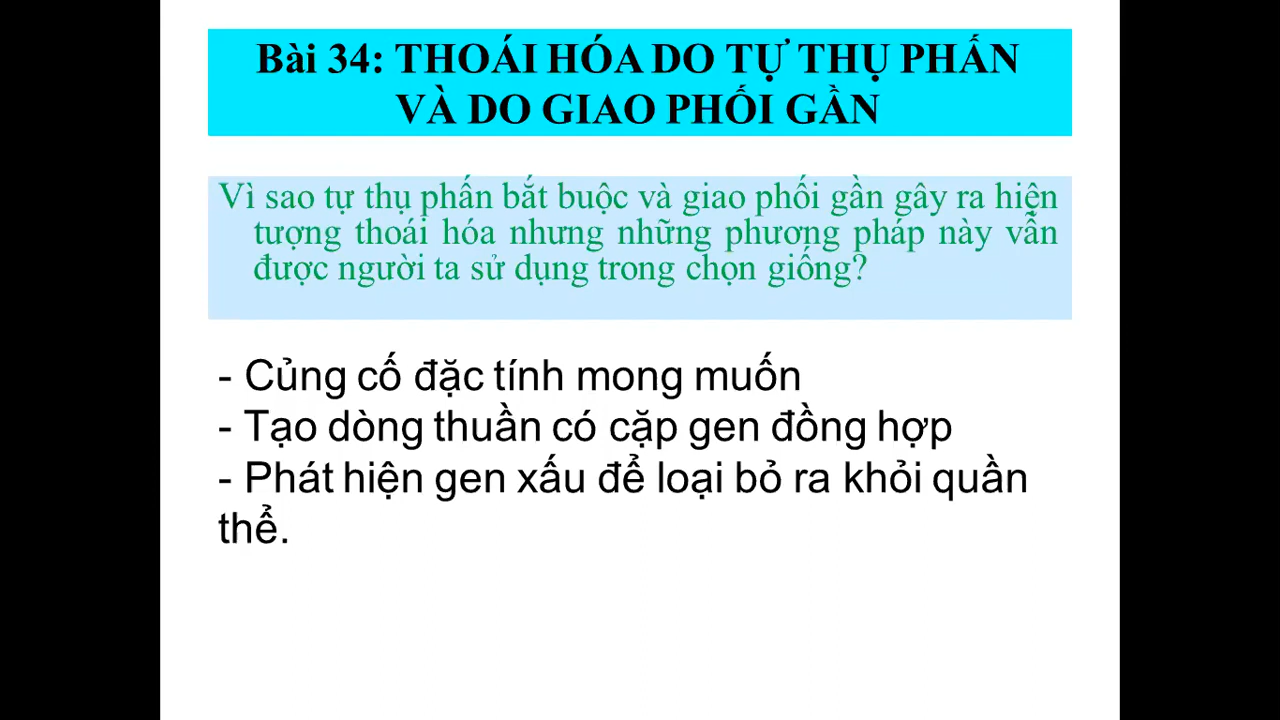 Bài 34: THOÁI HÓA DO TỰ THỤ PHẤN
VÀ DO GIAO PHỐI GẦN
Vì sao tự thụ phấn bắt buộc và giao phối gần gây ra hiện
tượng thoái hóa nhưng những phương pháp này vẫn
được người ta sử dụng trong chọn giống?
- Củng cố đặc tính mong muốn
- Tạo dòng thuần có cặp gen đồng hợp
- Phát hiện gen xấu để loại bỏ ra khỏi quần
thể.